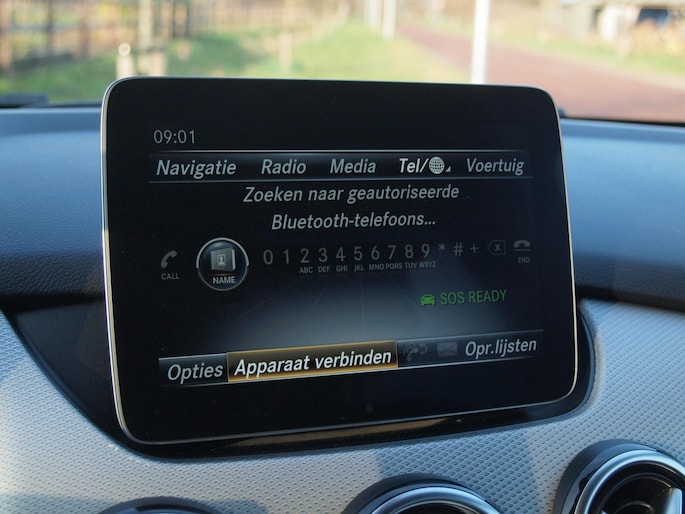 09:01
Navigatie Radio Media Tel/ Voertuig
Zoeken naar geautoriseerde
Bluetooth-telefoons...
0 1 2 3 4 5 6 7 8 9 * # +
CALL NAME ABC DEF GHI JKL MNO PQRS TUV WXYZ END
SOS READY
Opties Apparaat verbinden Opr.lijsten